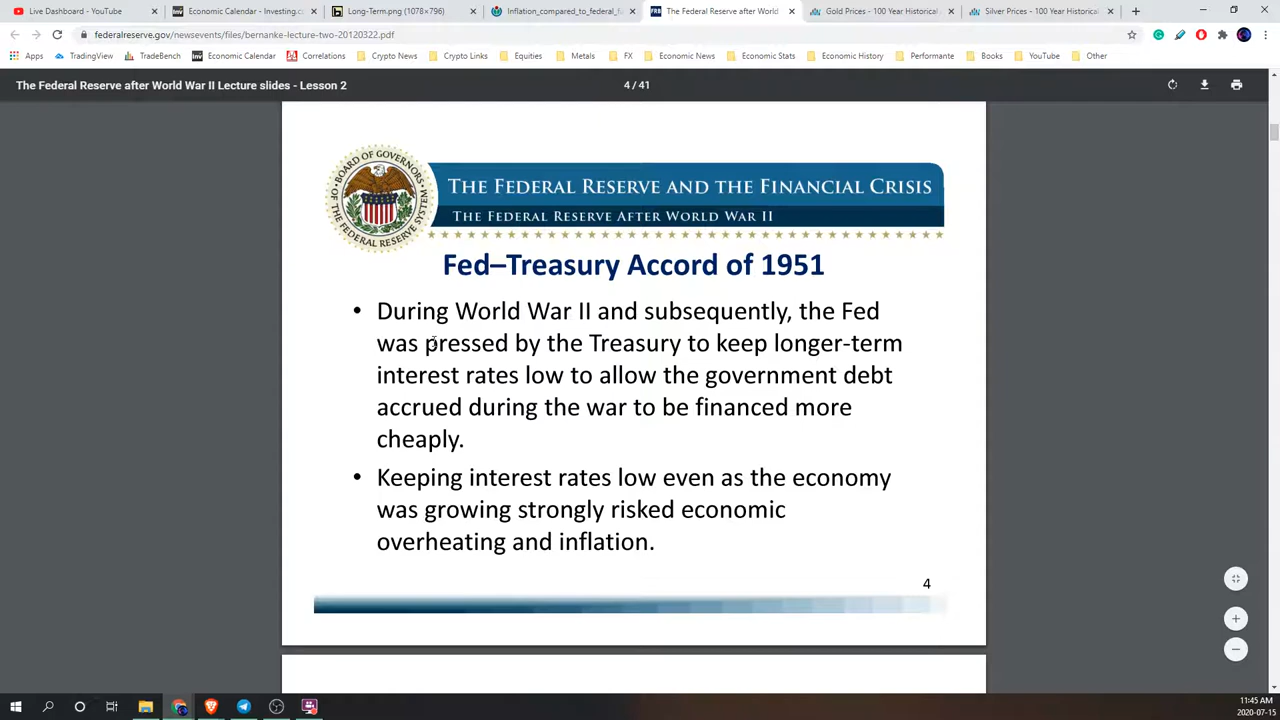 Live Dashboard - YouTube
Economic Calendar - Investing.co
Long-Term.png (1078×796)
Inflation_compared_to_federal_f
The Federal Reserve after World
Gold Prices - 100 Year Historical
Silver Prices - 100 Year Historical
federalreserve.gov/newsevents/files/bernanke-lecture-two-20120322.pdf
Apps TradingView TradeBench Economic Calendar Correlations Crypto News Crypto Links Equities Metals FX Economic News Economic Stats Economic History Performante Books YouTube Other
The Federal Reserve after World War II Lecture slides - Lesson 2
4 / 41
BOARD OF GOVERNORS
OF THE FEDERAL RESERVE SYSTEM
THE FEDERAL RESERVE AND THE FINANCIAL CRISIS
THE FEDERAL RESERVE AFTER WORLD WAR II
Fed–Treasury Accord of 1951
• During World War II and subsequently, the Fed
was pressed by the Treasury to keep longer-term
interest rates low to allow the government debt
accrued during the war to be financed more
cheaply.
• Keeping interest rates low even as the economy
was growing strongly risked economic
overheating and inflation.
4
11:45 AM
2020-07-15